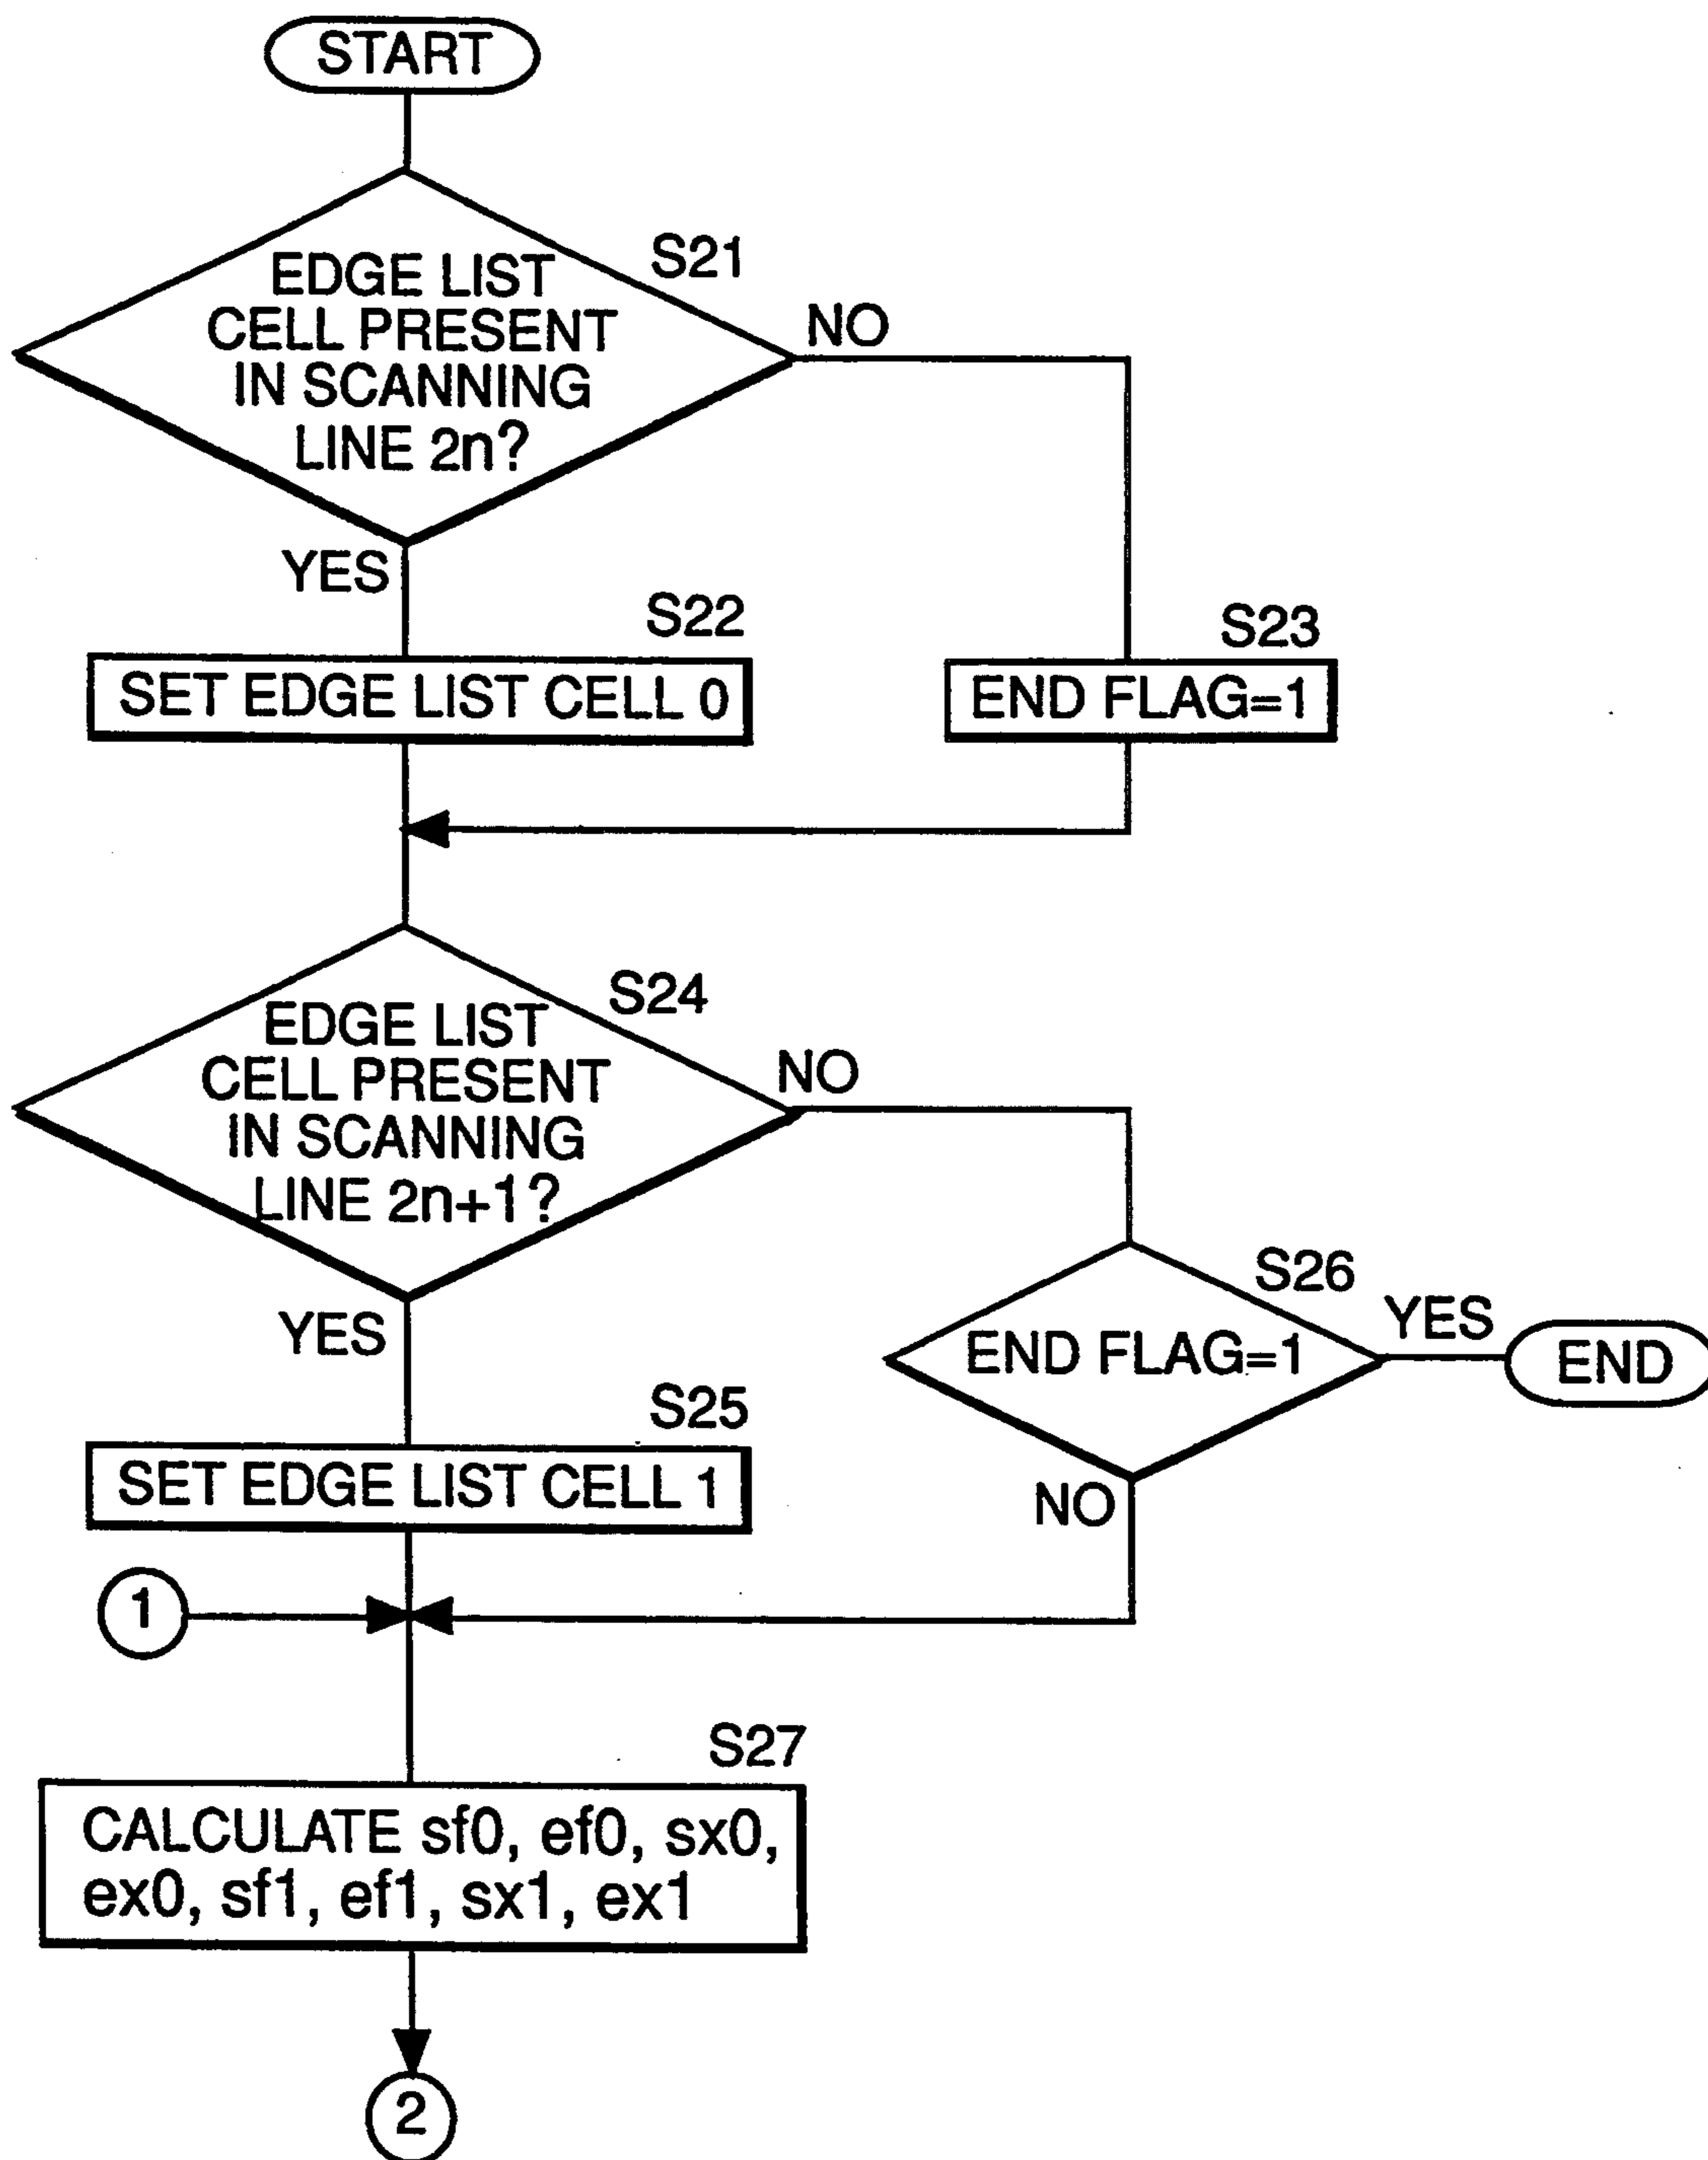 START
S21
EDGE LIST
CELL PRESENT
IN SCANNING
LINE 2n?
NO
YES
S22
SET EDGE LIST CELL 0
S23
END FLAG=1
S24
EDGE LIST
CELL PRESENT
IN SCANNING
LINE 2n+1?
NO
YES
S26
END FLAG=1
YES
END
NO
S25
SET EDGE LIST CELL 1
1
S27
CALCULATE sf0, ef0, sx0,
ex0, sf1, ef1, sx1, ex1
2